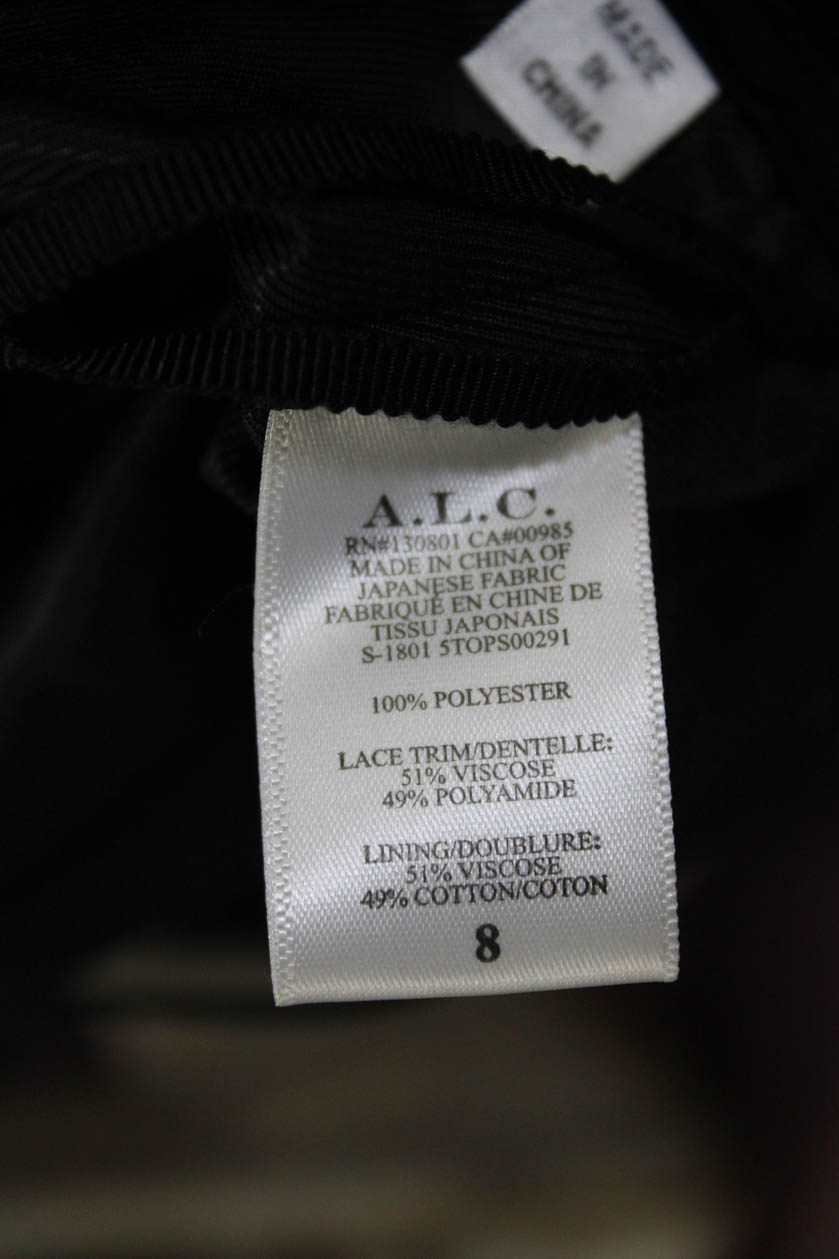 MADE
IN
CHINA
A.L.C.
RN#130801 CA#00985
MADE IN CHINA OF
JAPANESE FABRIC
FABRIQUÉ EN CHINE DE
TISSU JAPONAIS
S-1801 5TOPS00291
100% POLYESTER
LACE TRIM/DENTELLE:
51% VISCOSE
49% POLYAMIDE
LINING/DOUBLURE:
51% VISCOSE
49% COTTON/COTON
8